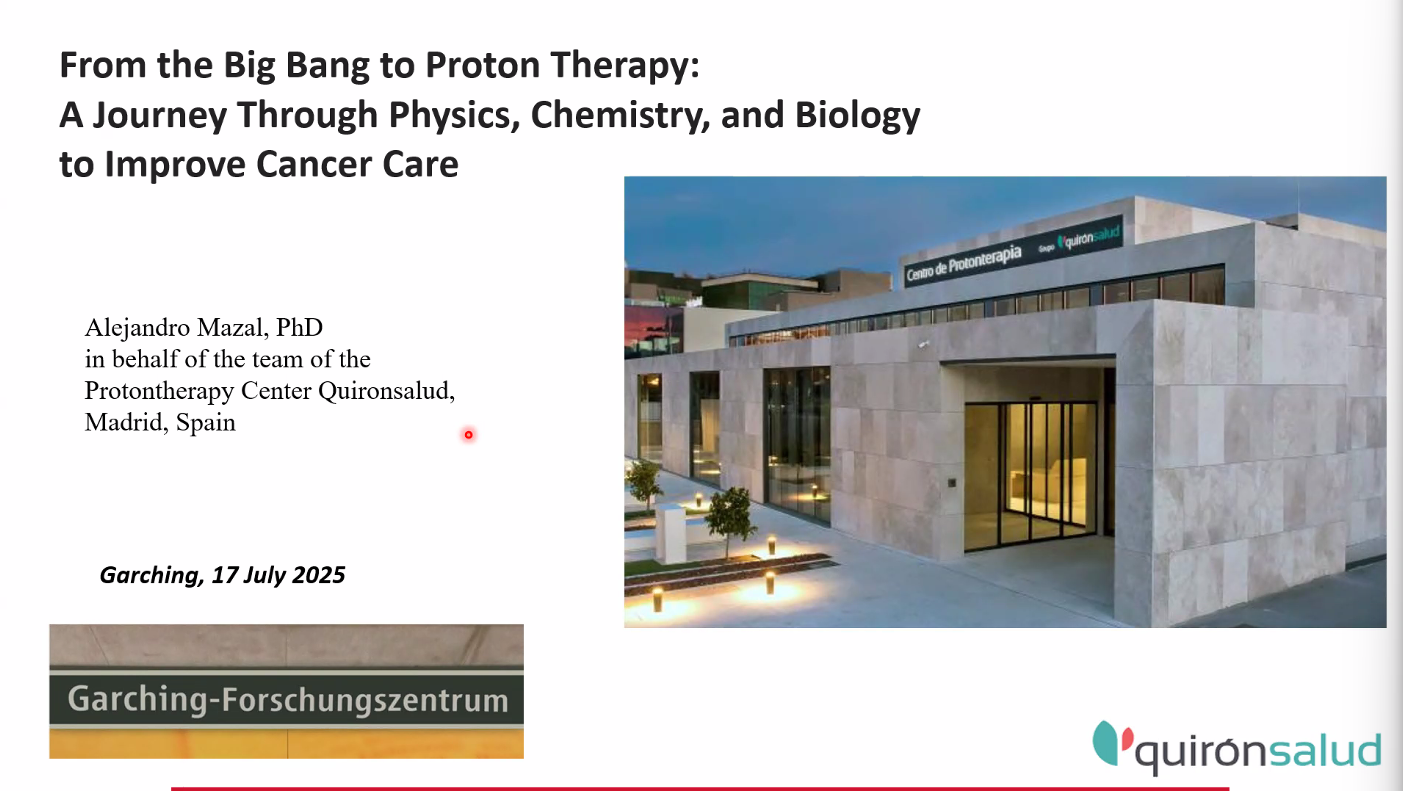 From the Big Bang to Proton Therapy:
A Journey Through Physics, Chemistry, and Biology
to Improve Cancer Care
Centro de Protonterapia
Grupo quirónsalud
Alejandro Mazal, PhD
in behalf of the team of the
Protontherapy Center Quironsalud,
Madrid, Spain
Garching, 17 July 2025
Garching-Forschungszentrum
quirónsalud